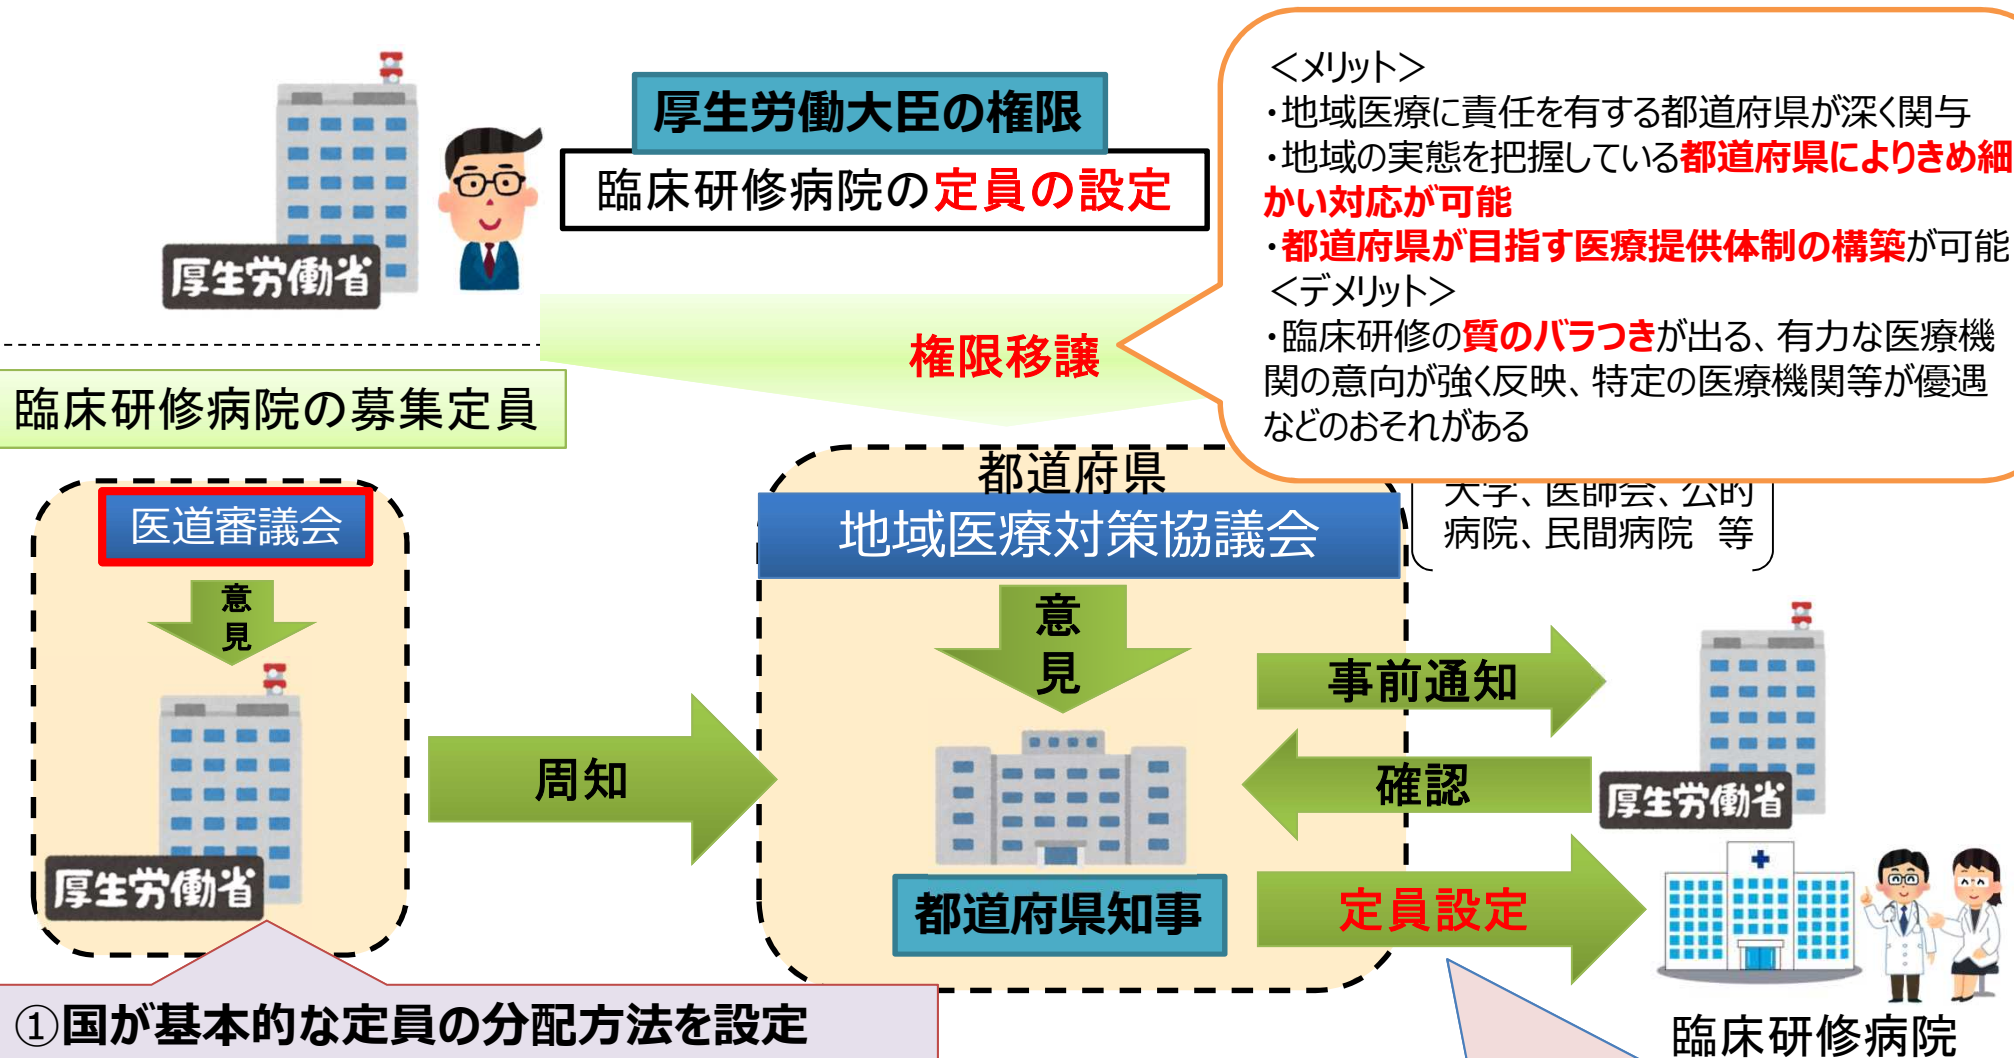 厚生労働大臣の権限
臨床研修病院の定員の設定
厚生労働省
<メリット>
・地域医療に責任を有する都道府県が深く関与
・地域の実態を把握している都道府県によりきめ細
かい対応が可能
・都道府県が目指す医療提供体制の構築が可能
<デメリット>
・臨床研修の質のバラつきが出る、有力な医療機
関の意向が強く反映、特定の医療機関等が優遇
などのおそれがある
権限移譲
臨床研修病院の募集定員
医道審議会
意見
厚生労働省
周知
都道府県
地域医療対策協議会
大学、医師会、公的
病院、民間病院 等
意見
都道府県知事
事前通知
確認
厚生労働省
定員設定
臨床研修病院
①国が基本的な定員の分配方法を設定